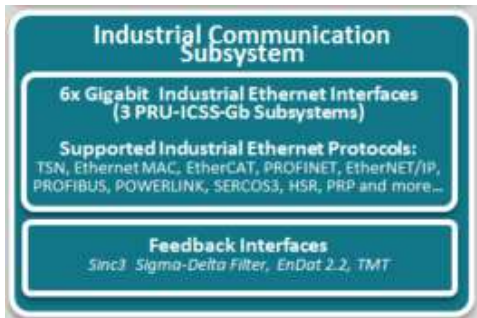 Industrial Communication
Subsystem
6x Gigabit Industrial Ethernet Interfaces
(3 PRU-ICSS-Gb Subsystems)
Supported Industrial Ethernet Protocols:
TSN, Ethernet MAC, EtherCAT, PROFINET, EtherNET/IP,
PROFIBUS, POWERLINK, SERCOS3, HSR, PRP and more...
Feedback Interfaces
Sinc3 Sigma-Delta Filter, EnDat 2.2, TMT